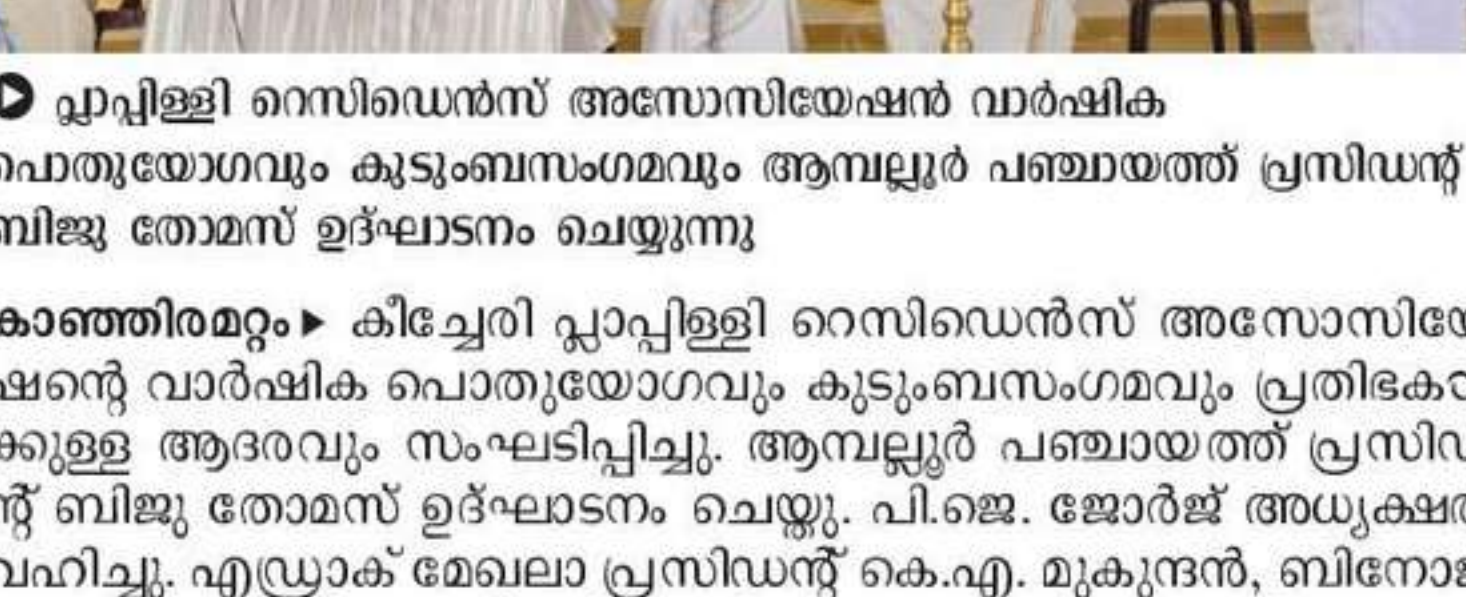 പ്ലാപ്പിള്ളി റെസിഡെൻസ് അസോസിയേഷൻ വാർഷിക
പൊതുയോഗവും കുടുംബസംഗമവും ആമ്പല്ലൂർ പഞ്ചായത്ത് പ്രസിഡന്റ്
ബിജു തോമസ് ഉദ്ഘാടനം ചെയ്യുന്നു
കാഞ്ഞിരമറ്റം▶ കീച്ചേരി പ്ലാപ്പിള്ളി റെസിഡെൻസ് അസോസിയേ
ഷന്റെ വാർഷിക പൊതുയോഗവും കുടുംബസംഗമവും
ക്കുള്ള ആദരവും സംഘടിപ്പിച്ചു. ആമ്പല്ലൂർ പഞ്ചായത്ത് പ്രസിഡ
ന്റ് ബിജു തോമസ് ഉദ്ഘാടനം ചെയ്തു. പി.ജെ. ജോർജ് അധ്യക്ഷത
വഹിച്ചു. എഡ്രാക് മേഖലാ പ്രസിഡന്റ് കെ.എ. മുകുന്ദൻ,